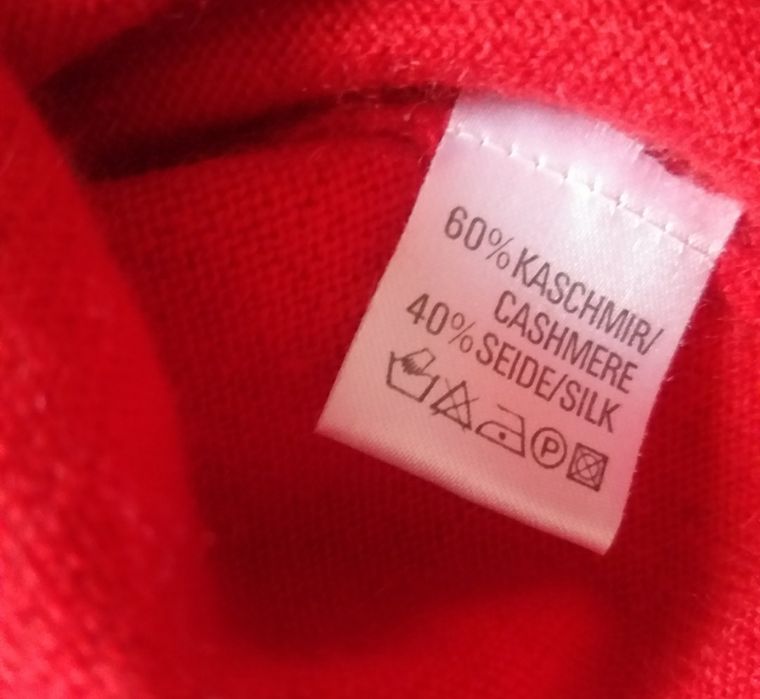 60% KASCHMIR/
CASHMERE
40% SEIDE/SILK
P